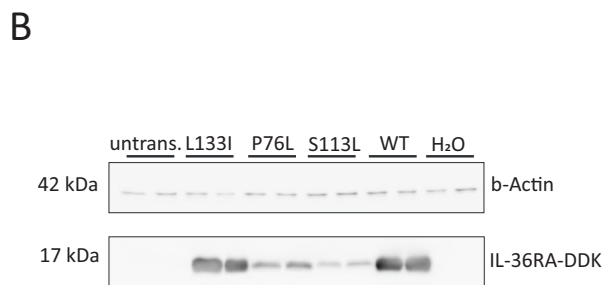 B
untrans. L133I P76L S113L WT H₂O
42 kDa b-Actin
17 kDa IL-36RA-DDK